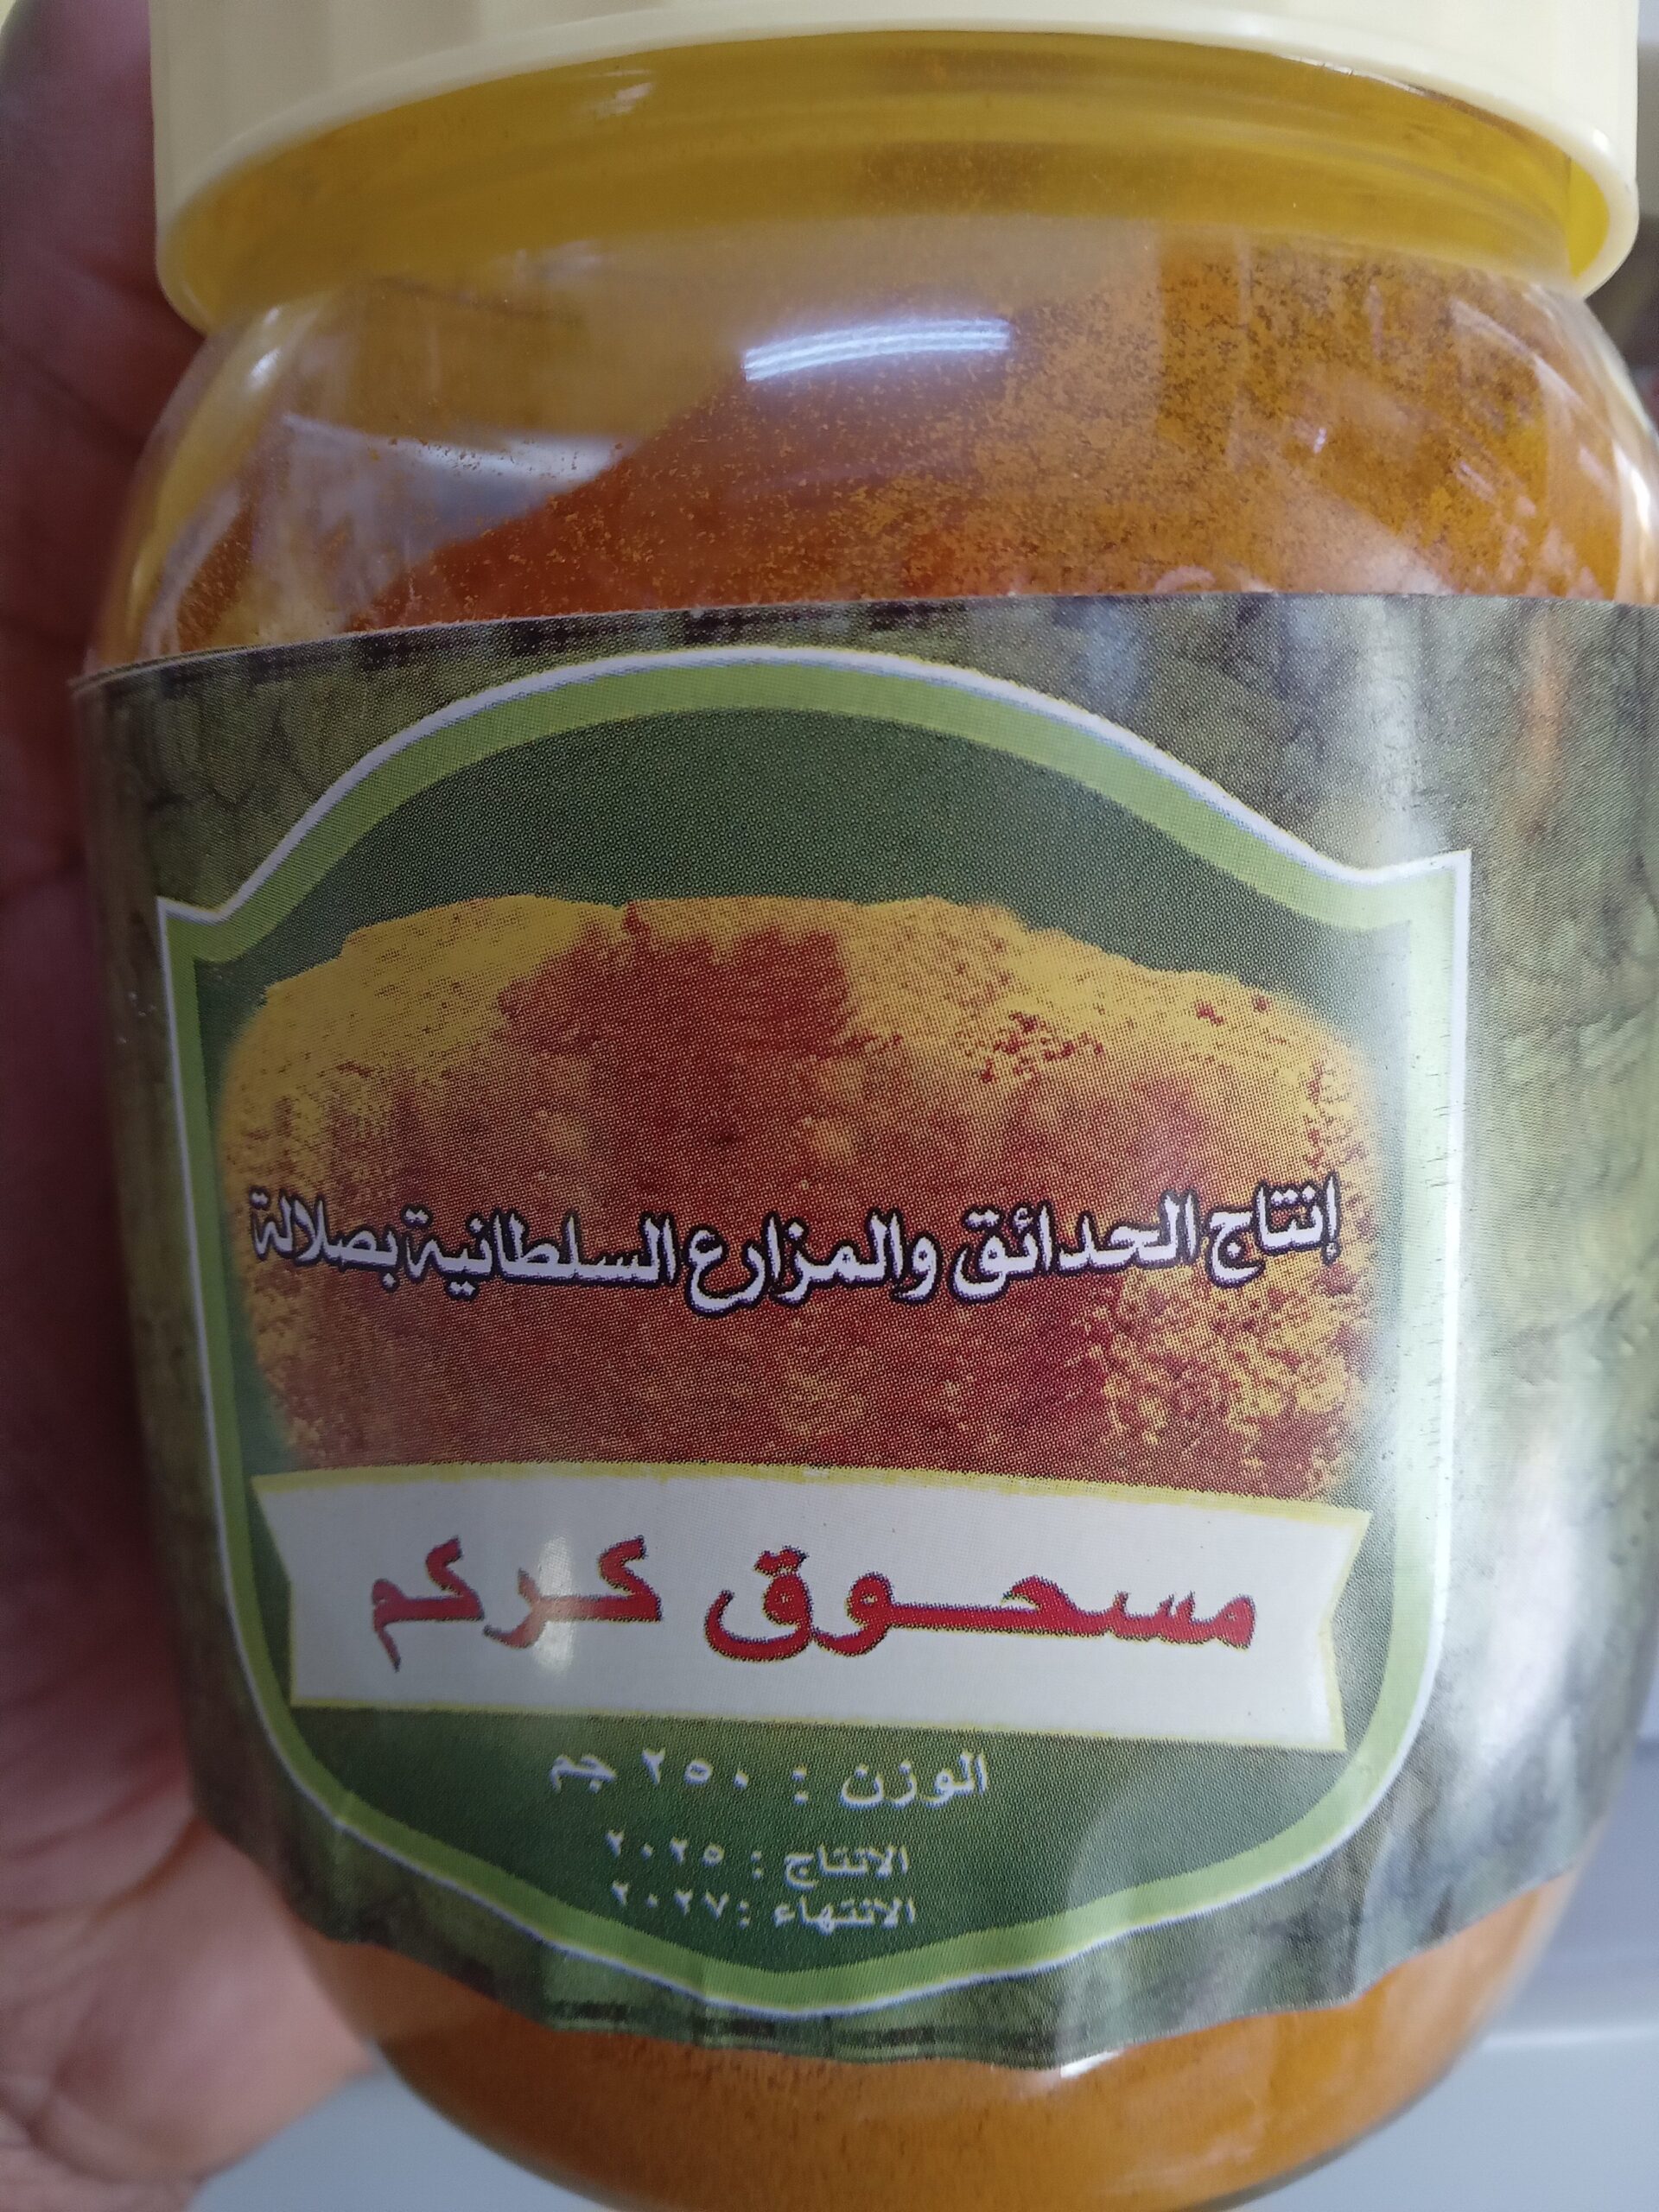 إنتاج الحدائق والمزارع السلطانية بصلالة
مسحوق كركم
الوزن : ٢٥٠ جم
الانتاج : ٢٠٢٥
الانتهاء : ٢٠٢٧